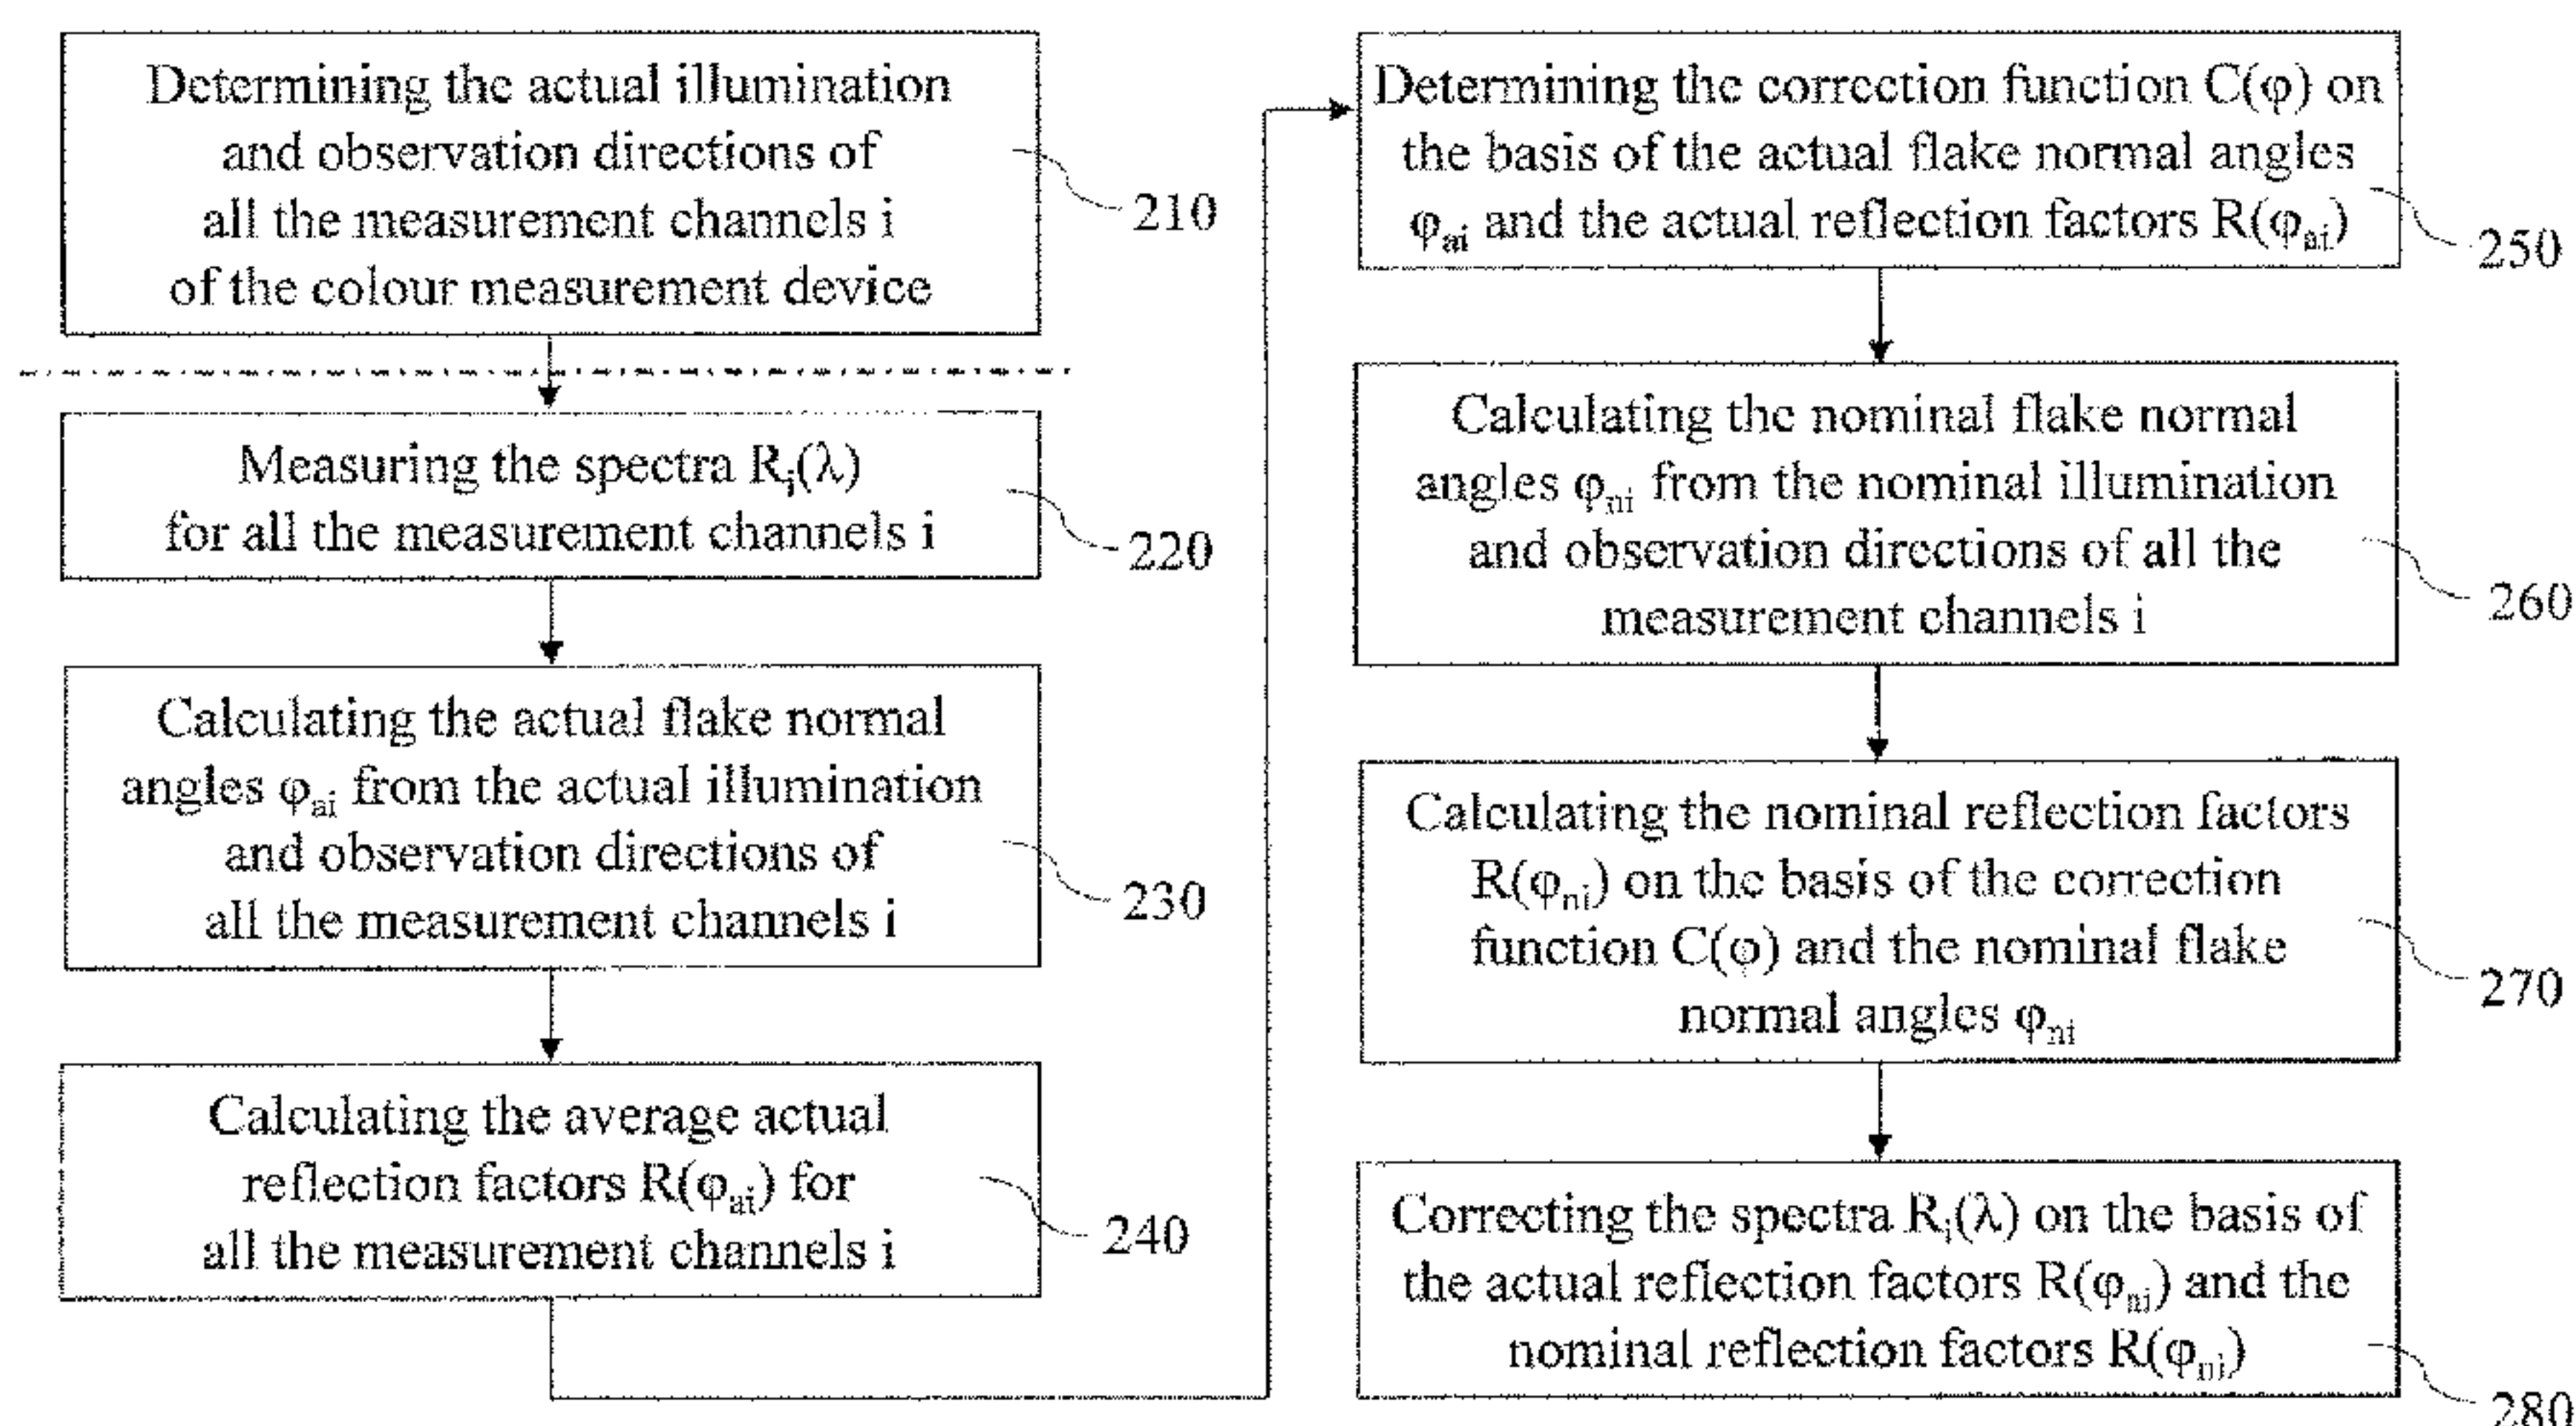 Determining the actual illumination
and observation directions of
all the measurement channels i
of the colour measurement device
210
Measuring the spectra Rᵢ(λ)
for all the measurement channels i
220
Calculating the actual flake normal
angles φₐᵢ from the actual illumination
and observation directions of
all the measurement channels i
230
Calculating the average actual
reflection factors R(φₐᵢ) for
all the measurement channels i
240
Determining the correction function C(φ) on
the basis of the actual flake normal angles
φₐᵢ and the actual reflection factors R(φₐᵢ)
250
Calculating the nominal flake normal
angles φₙᵢ from the nominal illumination
and observation directions of all the
measurement channels i
260
Calculating the nominal reflection factors
R(φₙᵢ) on the basis of the correction
function C(φ) and the nominal flake
normal angles φₙᵢ
270
Correcting the spectra Rᵢ(λ) on the basis of
the actual reflection factors R(φₙᵢ) and the
nominal reflection factors R(φₙᵢ)
280